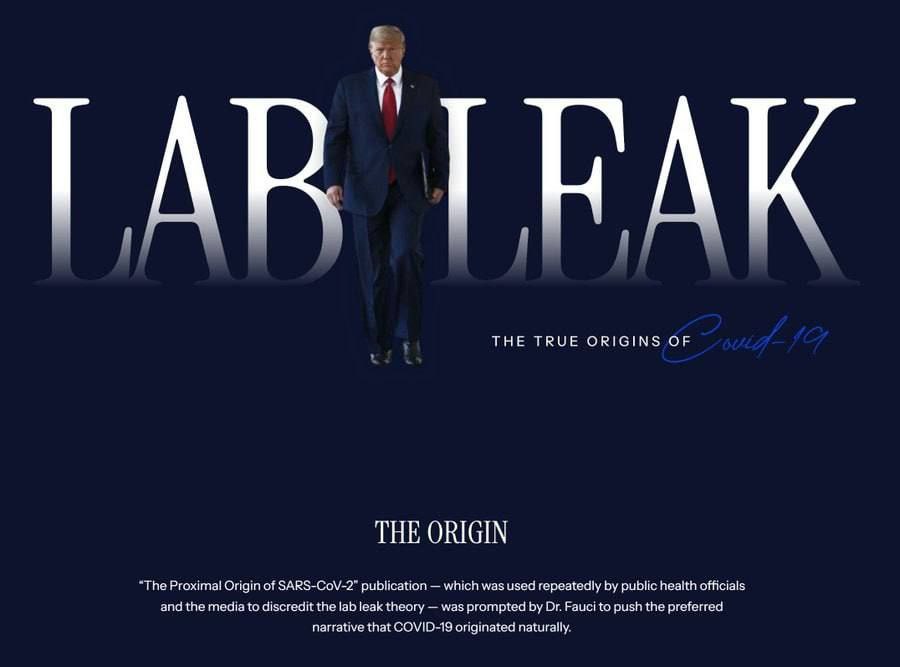 LAB LEAK
THE TRUE ORIGINS OF Covid-19
THE ORIGIN
“The Proximal Origin of SARS-CoV-2” publication — which was used repeatedly by public health officials
and the media to discredit the lab leak theory — was prompted by Dr. Fauci to push the preferred
narrative that COVID-19 originated naturally.